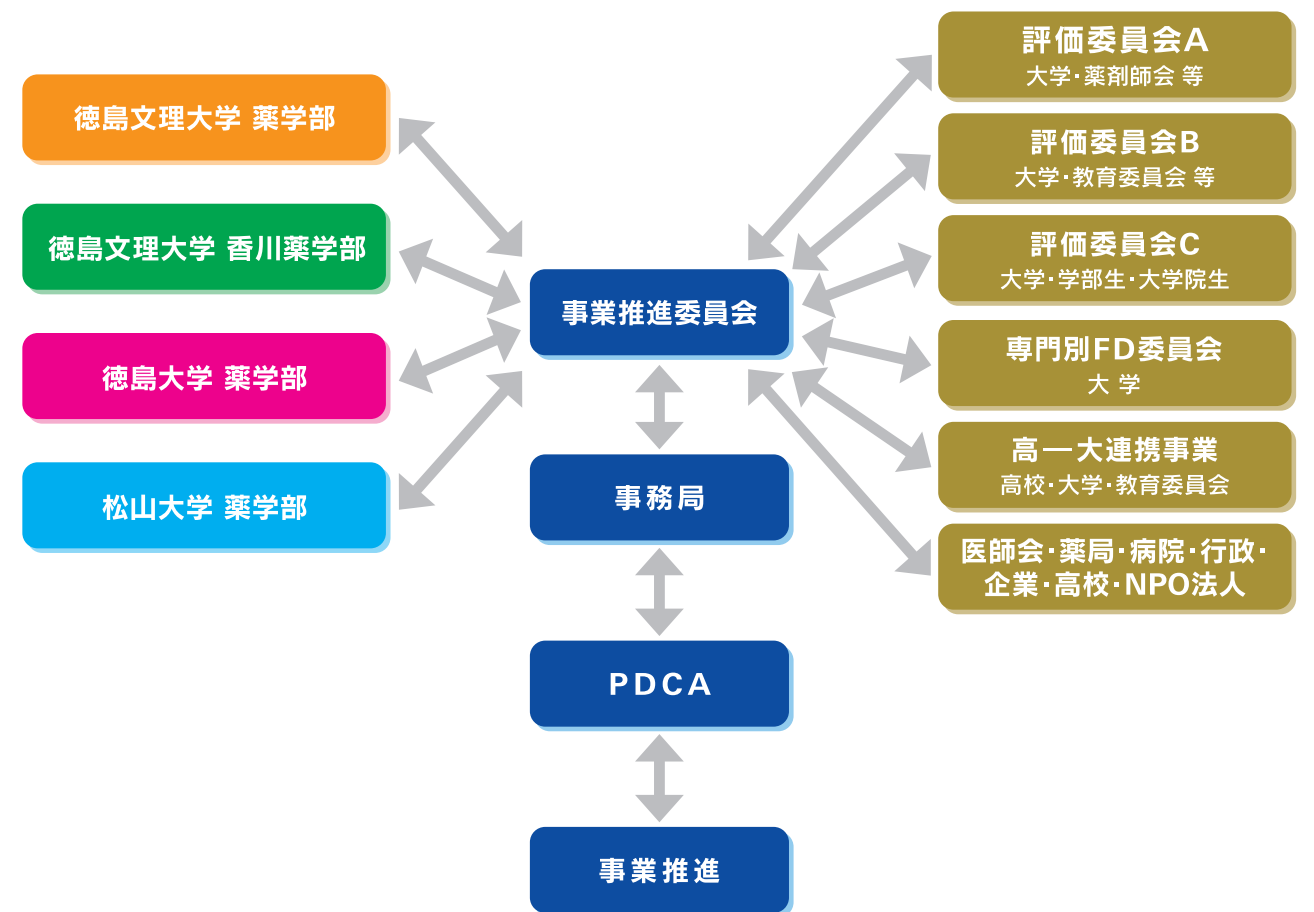 徳島文理大学 薬学部
徳島文理大学 香川薬学部
徳島大学 薬学部
松山大学 薬学部
事業推進委員会
事務局
PDCA
事業推進
評価委員会A
大学・薬剤師会 等
評価委員会B
大学・教育委員会 等
評価委員会C
大学・学部生・大学院生
専門別FD委員会
大 学
高―大連携事業
高校・大学・教育委員会
医師会・薬局・病院・行政・
企業・高校・NPO法人